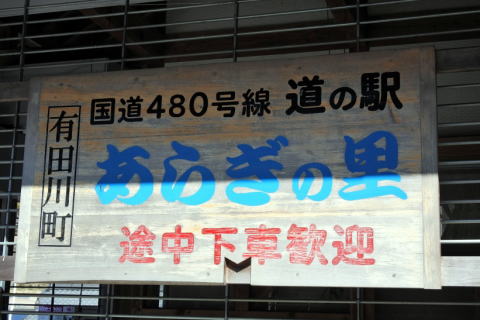 有田川町
国道480号線 道の駅
あらぎの里
途中下車歓迎